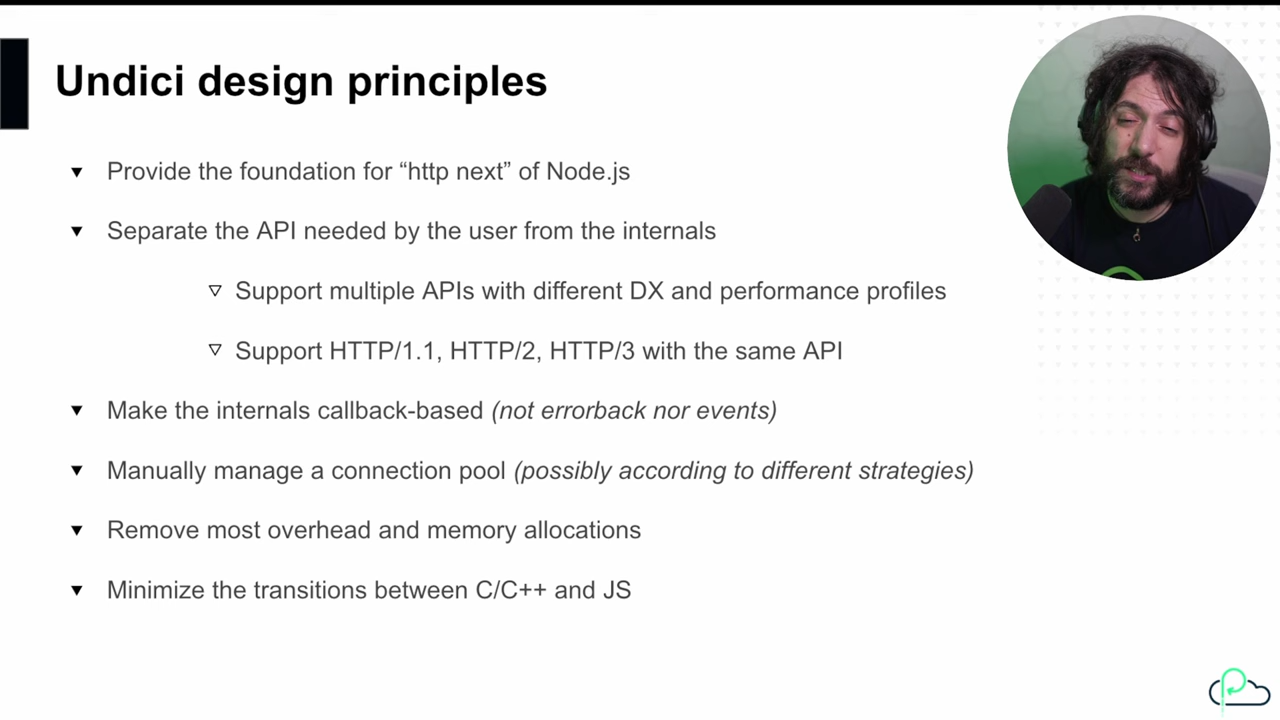 Undici design principles
Provide the foundation for “http next” of Node.js
Separate the API needed by the user from the internals
Support multiple APIs with different DX and performance profiles
Support HTTP/1.1, HTTP/2, HTTP/3 with the same API
Make the internals callback-based (not errorback nor events)
Manually manage a connection pool (possibly according to different strategies)
Remove most overhead and memory allocations
Minimize the transitions between C/C++ and JS